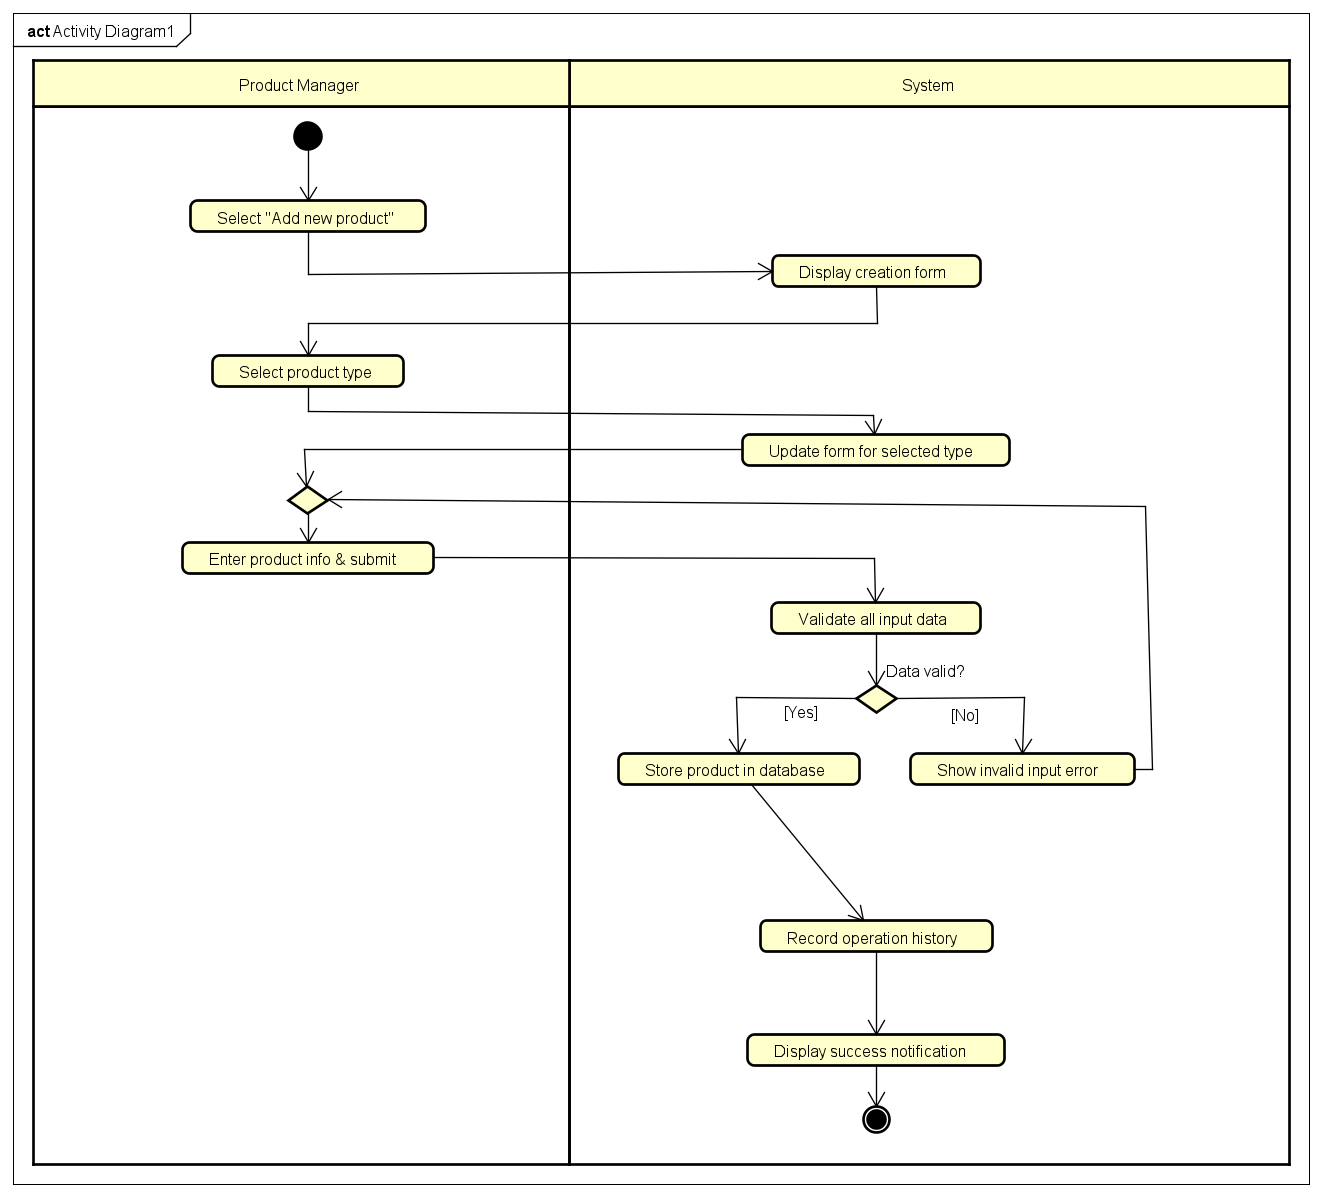 act Activity Diagram1
Product Manager
System
Select "Add new product"
Display creation form
Select product type
Update form for selected type
Enter product info & submit
Validate all input data
Data valid?
[Yes]
[No]
Store product in database
Show invalid input error
Record operation history
Display success notification